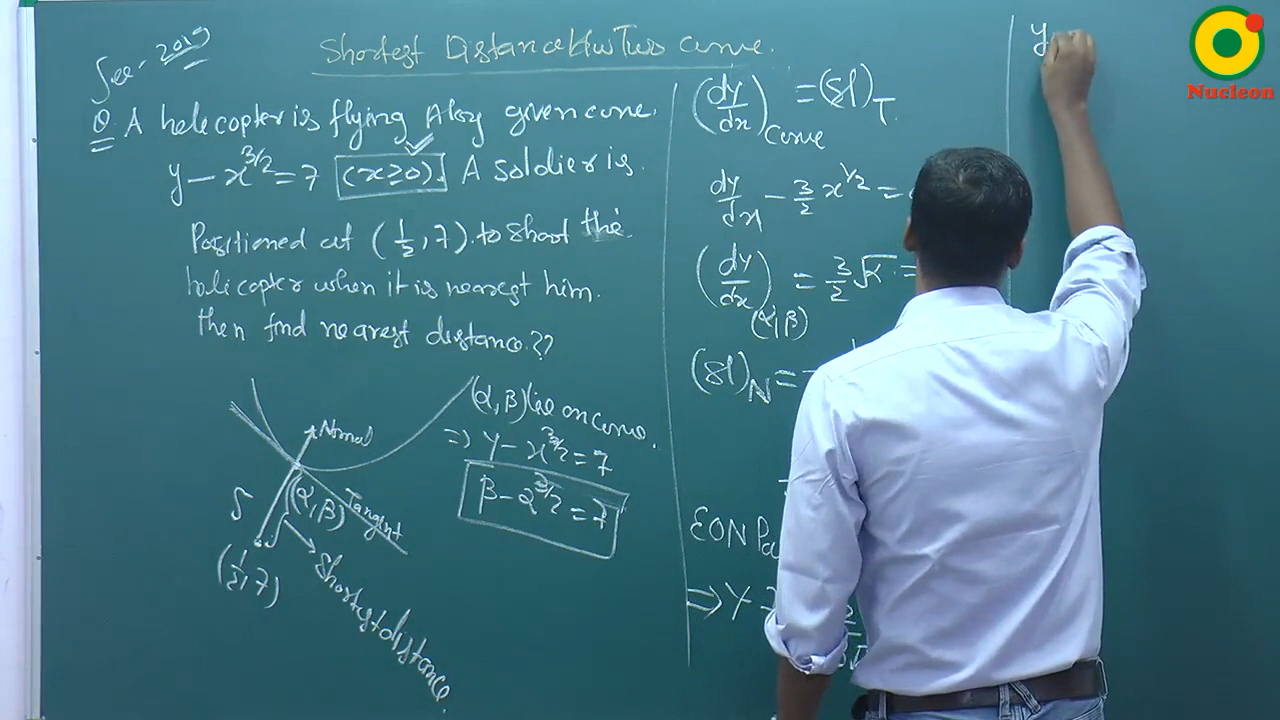 Jee - 2019
Shortest Distance b/w Two curve.
Q. A helicopter is flying Along given curve.
y - x^3/2 = 7 (x ≥ 0). A soldier is.
Positioned at (1/2, 7). to shoot the
helicopter when it is nearest him.
then find nearest distance.??
Normal
(α, β)
Tangent
S
(1/2, 7)
Shortest distance.
(α, β) lie on curve.
⇒ y - x^3/2 = 7
β - α^3/2 = 7
(dy/dx)Curve = (Sl)T.
dy/dx - 3/2 x^1/2 =
(dy/dx)(α, β) = 3/2 √α =
(Sl)N = -
EON Pa
⇒ y - 7
y
Nucleon